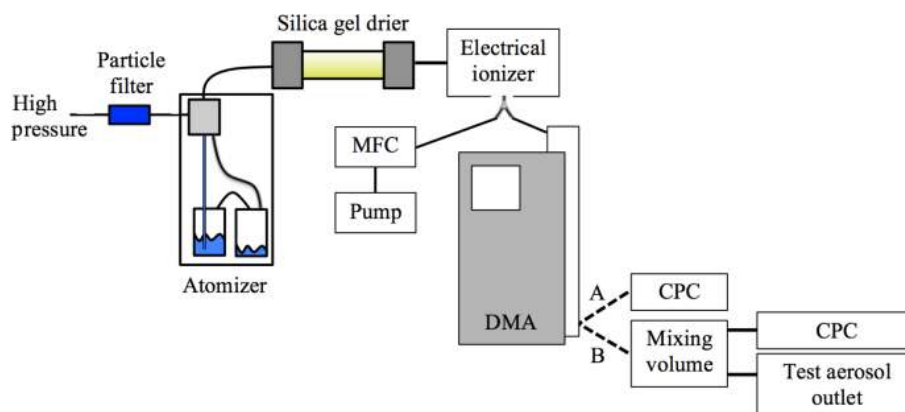 Silica gel drier
Particle
filter
Electrical
ionizer
High
pressure
MFC
Pump
Atomizer
DMA
A
B
CPC
Mixing
volume
CPC
Test aerosol
outlet